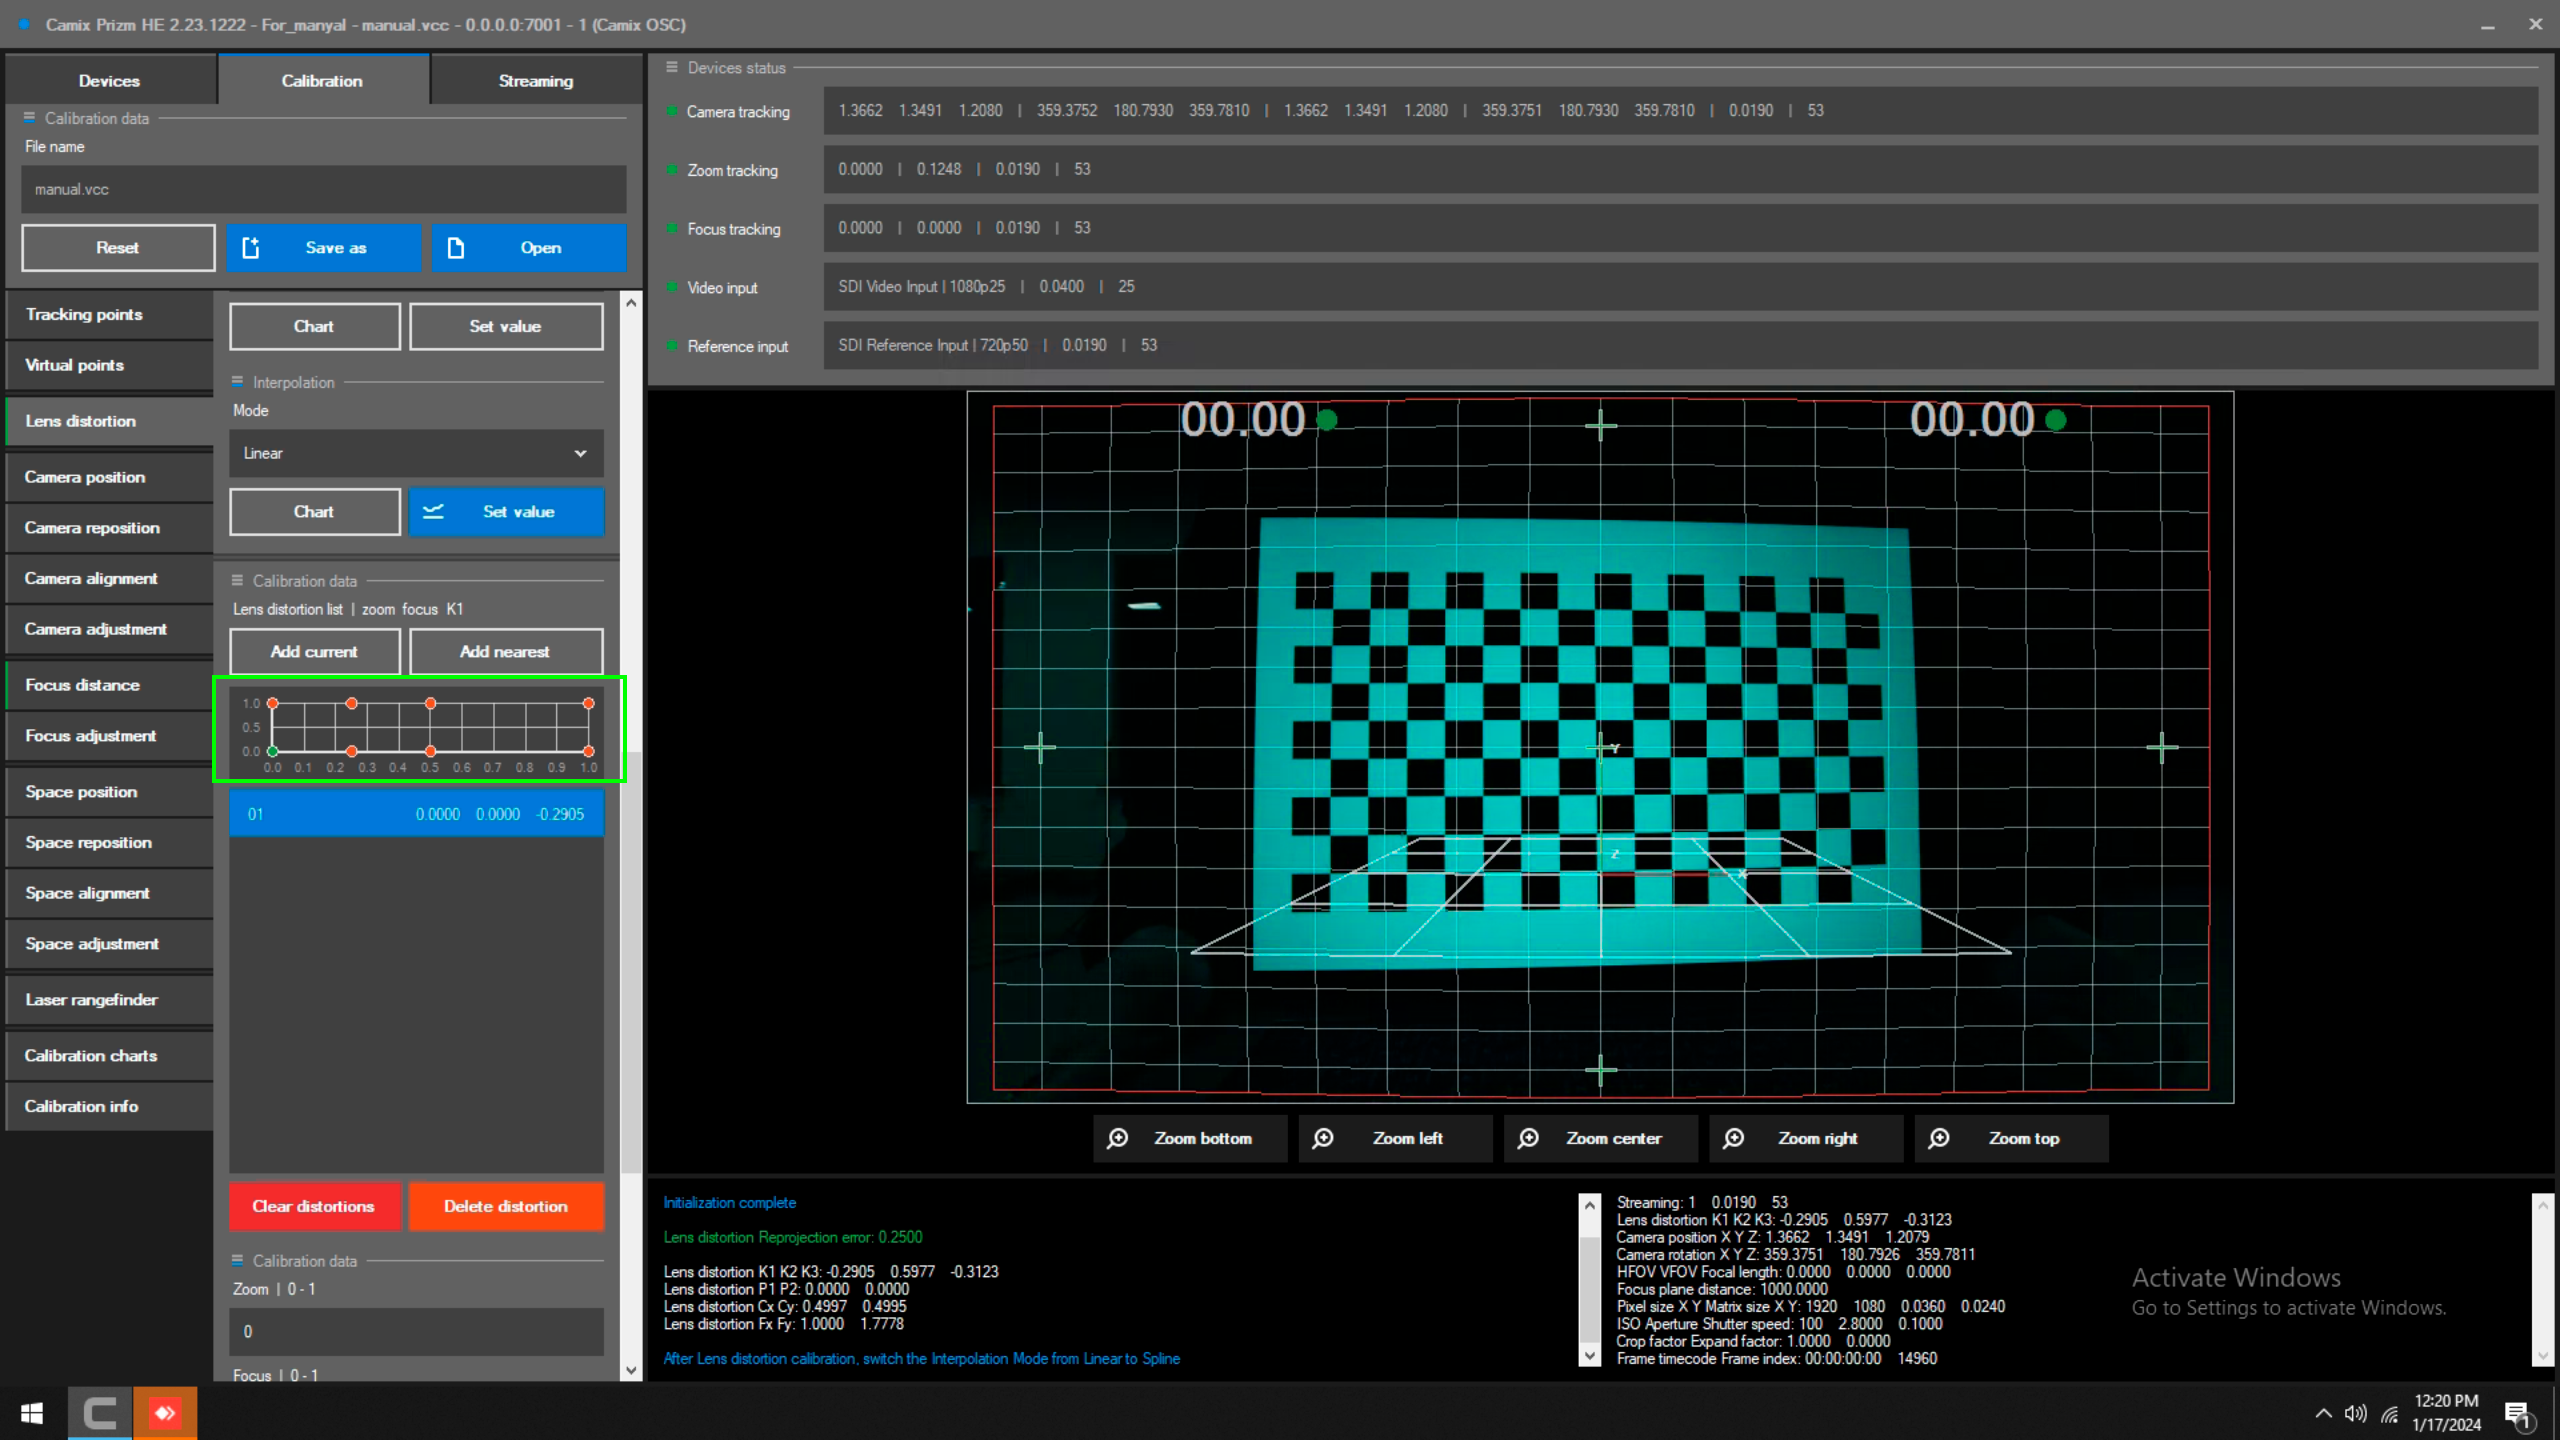 Camix Prizm HE 2.23.1222 - For_manyal - manual.vcc - 0.0.0.0:7001 - 1 (Camix OSC)
Devices
Calibration
Streaming
Calibration data
File name
manual.vcc
Reset
Save as
Open
Tracking points
Virtual points
Lens distortion
Camera position
Camera reposition
Camera alignment
Camera adjustment
Focus distance
Focus adjustment
Space position
Space reposition
Space alignment
Space adjustment
Laser rangefinder
Calibration charts
Calibration info
Chart
Set value
Interpolation
Mode
Linear
Chart
Set value
Calibration data
Lens distortion list | zoom focus K1
Add current
Add nearest
1.0
0.5
0.0
0.0 0.1 0.2 0.3 0.4 0.5 0.6 0.7 0.8 0.9 1.0
01 0.0000 0.0000 -0.2905
Clear distortions
Delete distortion
Calibration data
Zoom | 0 - 1
0
Focus | 0 - 1
Devices status
Camera tracking 1.3662 1.3491 1.2080 | 359.3752 180.7930 359.7810 | 1.3662 1.3491 1.2080 | 359.3751 180.7930 359.7810 | 0.0190 | 53
Zoom tracking 0.0000 | 0.1248 | 0.0190 | 53
Focus tracking 0.0000 | 0.0000 | 0.0190 | 53
Video input SDI Video Input | 1080p25 | 0.0400 | 25
Reference input SDI Reference Input | 720p50 | 0.0190 | 53
00.00
00.00
Y
Z
X
Zoom bottom
Zoom left
Zoom center
Zoom right
Zoom top
Initialization complete
Lens distortion Reprojection error: 0.2500
Lens distortion K1 K2 K3: -0.2905 0.5977 -0.3123
Lens distortion P1 P2: 0.0000 0.0000
Lens distortion Cx Cy: 0.4997 0.4995
Lens distortion Fx Fy: 1.0000 1.7778
After Lens distortion calibration, switch the Interpolation Mode from Linear to Spline
Streaming: 1 0.0190 53
Lens distortion K1 K2 K3: -0.2905 0.5977 -0.3123
Camera position X Y Z: 1.3662 1.3491 1.2079
Camera rotation X Y Z: 359.3751 180.7926 359.7811
HFOV VFOV Focal length: 0.0000 0.0000 0.0000
Focus plane distance: 1000.0000
Pixel size X Y Matrix size X Y: 1920 1080 0.0360 0.0240
ISO Aperture Shutter speed: 100 2.8000 0.1000
Crop factor Expand factor: 1.0000 0.0000
Frame timecode Frame index: 00:00:00:00 14960
Activate Windows
Go to Settings to activate Windows.
12:20 PM
1/17/2024
1